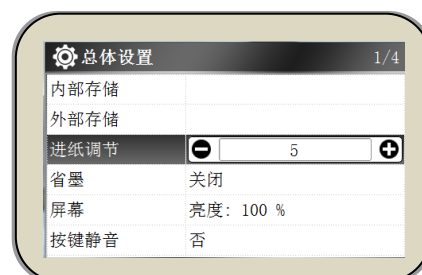 总体设置 1/4
内部存储
外部存储
进纸调节 5
省墨 关闭
屏幕 亮度: 100 %
按键静音 否